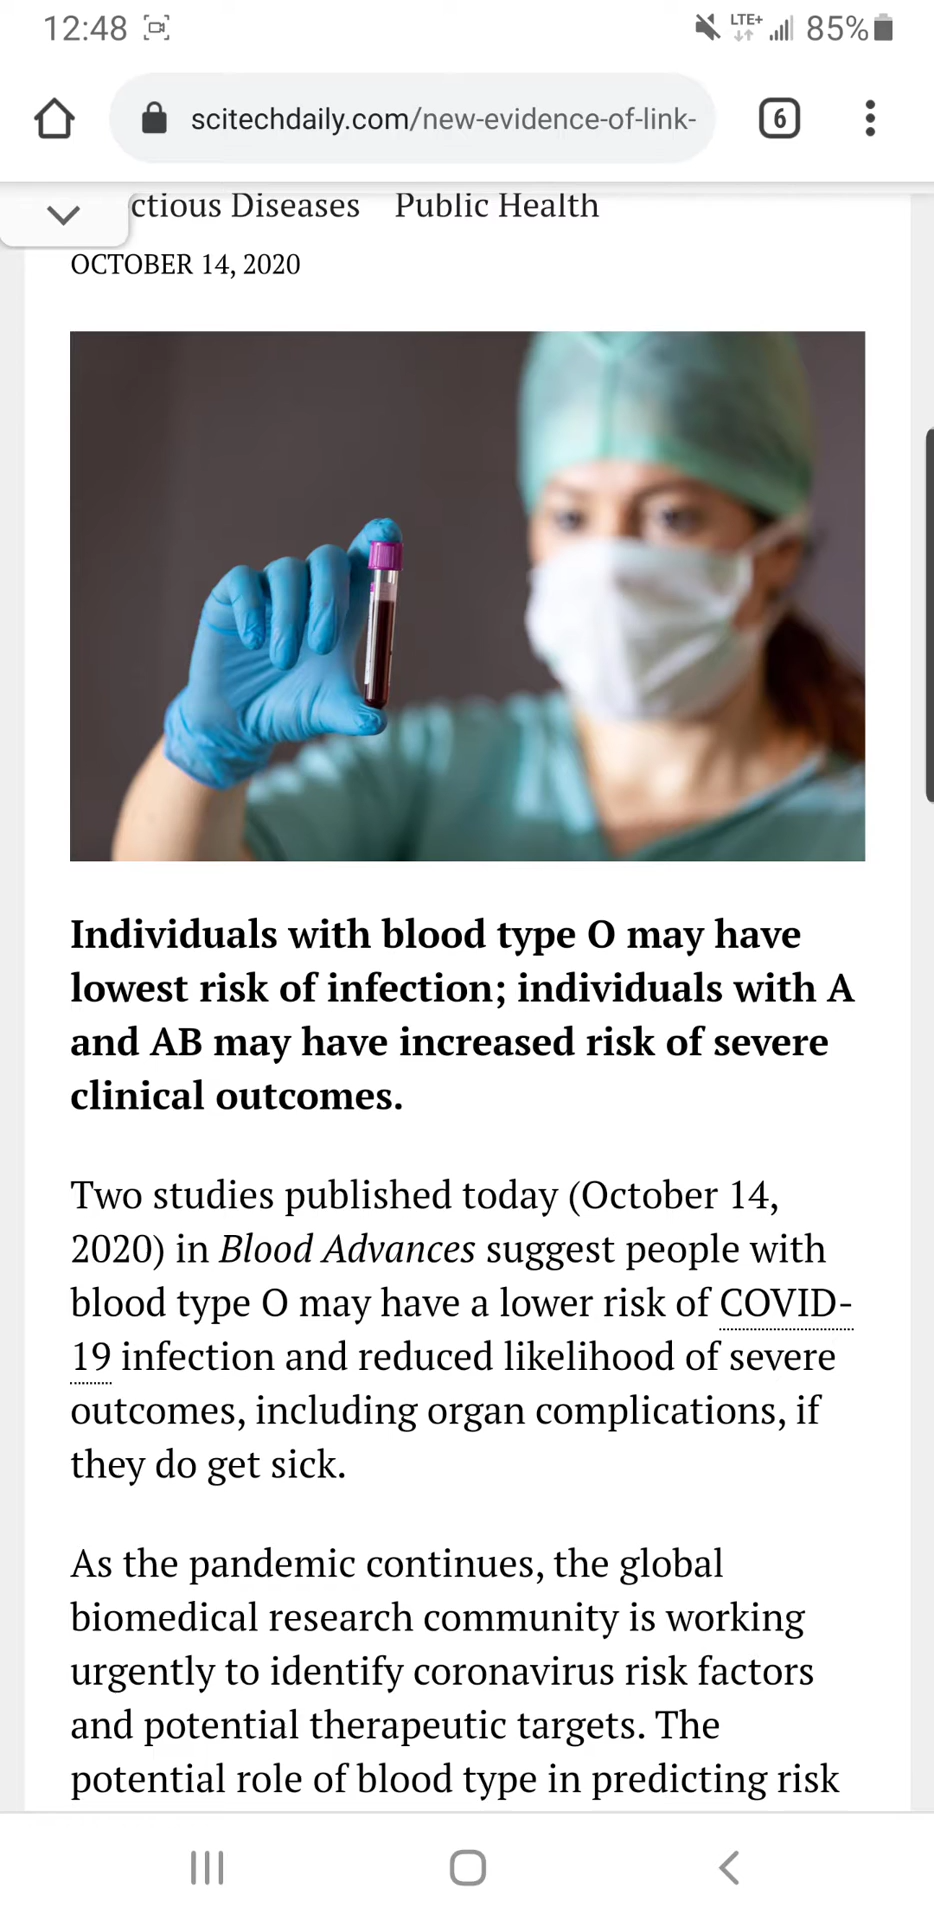 12:48 LTE+ 85%
scitechdaily.com/new-evidence-of-link- 6
ctious Diseases Public Health
OCTOBER 14, 2020
Individuals with blood type O may have
lowest risk of infection; individuals with A
and AB may have increased risk of severe
clinical outcomes.
Two studies published today (October 14,
2020) in Blood Advances suggest people with
blood type O may have a lower risk of COVID-
19 infection and reduced likelihood of severe
outcomes, including organ complications, if
they do get sick.
As the pandemic continues, the global
biomedical research community is working
urgently to identify coronavirus risk factors
and potential therapeutic targets. The
potential role of blood type in predicting risk